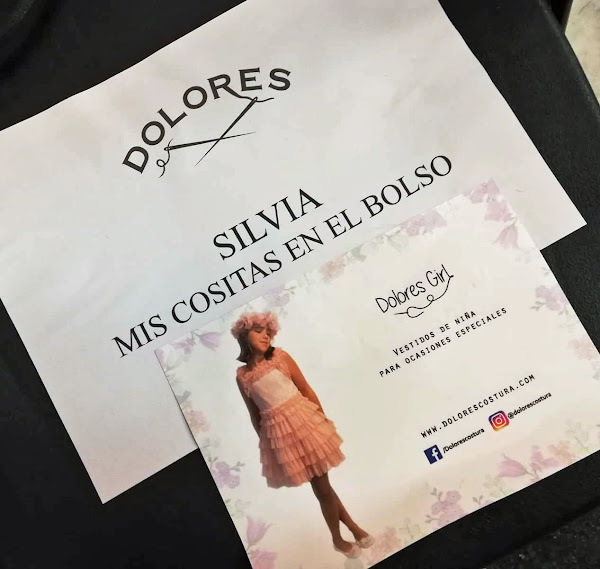 DOLORES
SILVIA
MIS COSITAS EN EL BOLSO
Dolores Girl
VESTIDOS DE NIÑA
PARA OCASIONES ESPECIALES
WWW.DOLORESCOSTURA.COM
/Dolorescostura
@dolorescostura